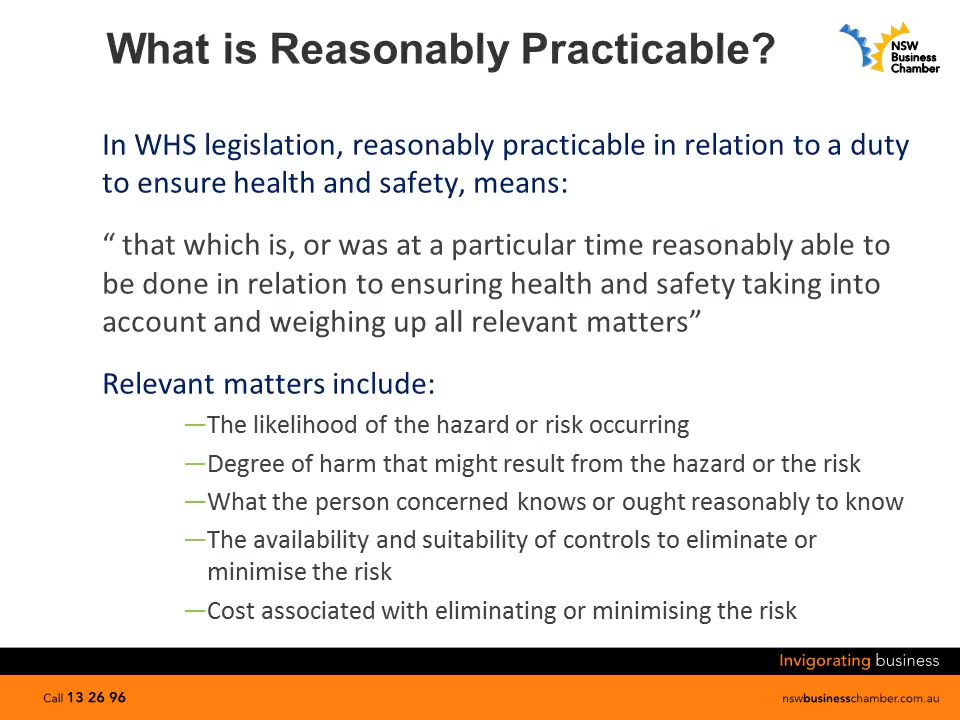 What is Reasonably Practicable?
NSW
Business
Chamber
In WHS legislation, reasonably practicable in relation to a duty
to ensure health and safety, means:
“ that which is, or was at a particular time reasonably able to
be done in relation to ensuring health and safety taking into
account and weighing up all relevant matters”
Relevant matters include:
—The likelihood of the hazard or risk occurring
—Degree of harm that might result from the hazard or the risk
—What the person concerned knows or ought reasonably to know
—The availability and suitability of controls to eliminate or
minimise the risk
—Cost associated with eliminating or minimising the risk
Invigorating business
Call 13 26 96
nswbusinesschamber.com.au